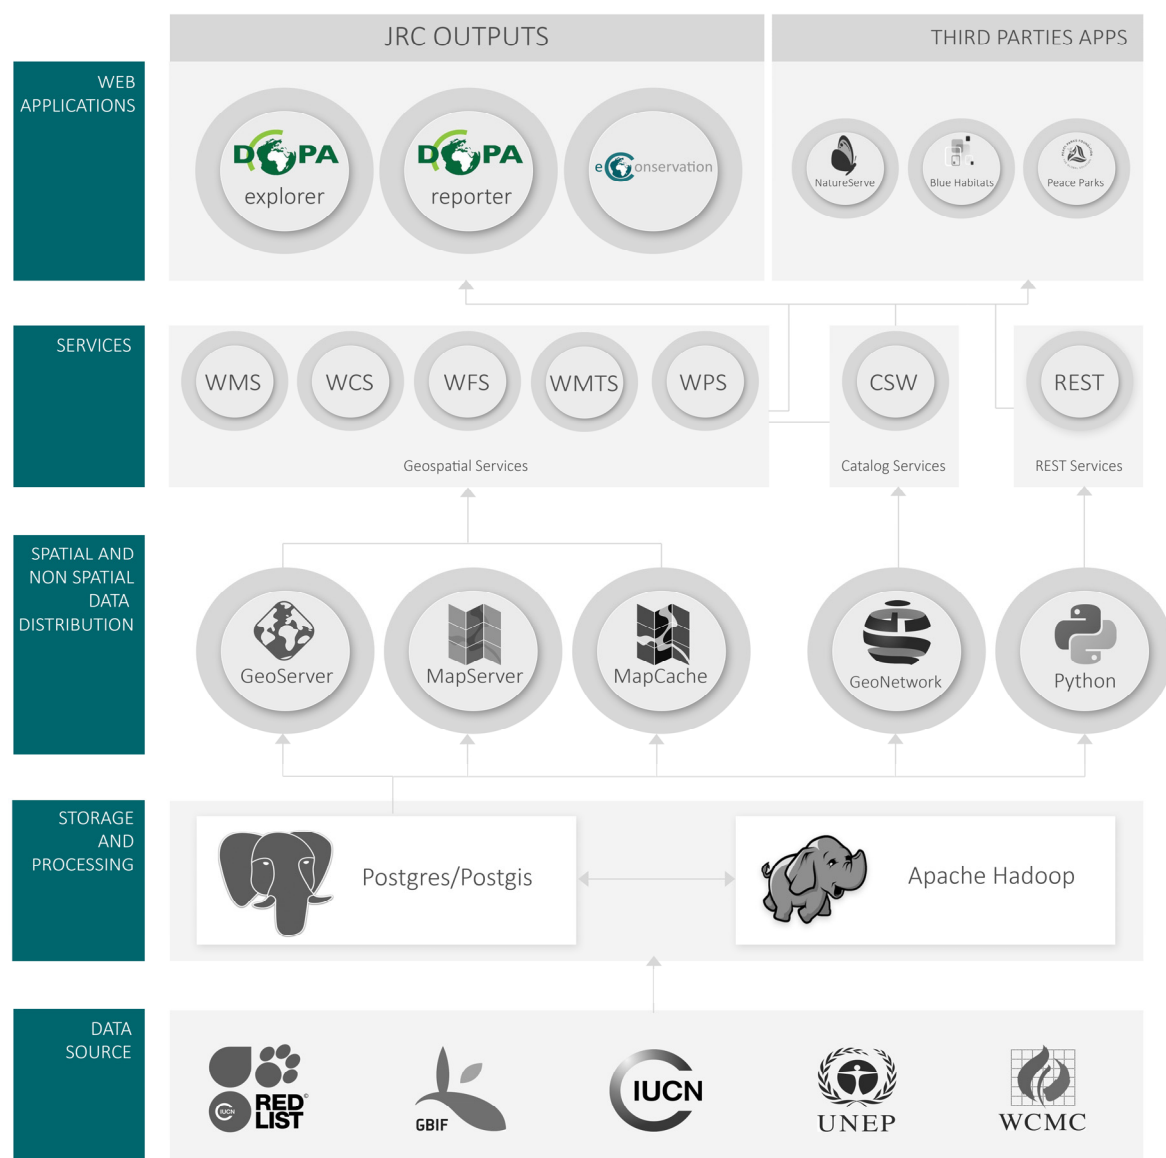 JRC OUTPUTS
THIRD PARTIES APPS
WEB
APPLICATIONS
DOPA
explorer
DOPA
reporter
eConservation
NatureServe
Blue Habitats
Peace Parks
SERVICES
WMS
WCS
WFS
WMTS
WPS
CSW
REST
Geospatial Services
Catalog Services
REST Services
SPATIAL AND
NON SPATIAL
DATA
DISTRIBUTION
GeoServer
MapServer
MapCache
GeoNetwork
Python
STORAGE
AND
PROCESSING
Postgres/Postgis
Apache Hadoop
DATA
SOURCE
IUCN
RED
LIST
GBIF
IUCN
UNEP
WCMC